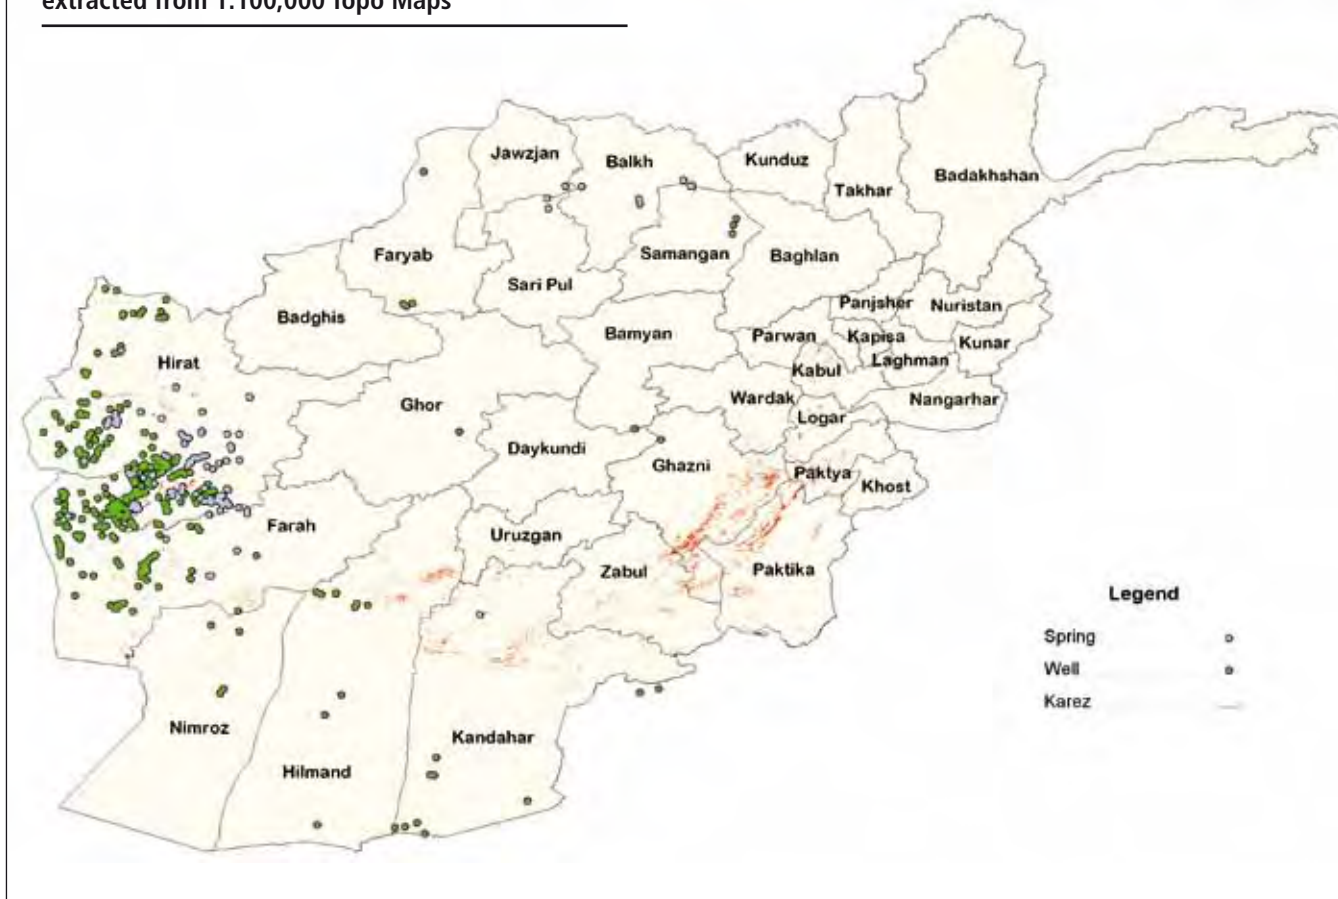 extracted from 1:100,000 Topo Maps
Jawzjan
Balkh
Kunduz
Takhar
Badakhshan
Faryab
Samangan
Baghlan
Sari Pul
Badghis
Panjsher
Nuristan
Bamyan
Parwan
Kapisa
Kunar
Hirat
Laghman
Kabul
Ghor
Wardak
Nangarhar
Logar
Daykundi
Ghazni
Paktya
Khost
Farah
Uruzgan
Zabul
Paktika
Nimroz
Kandahar
Hilmand
Legend
Spring
Well
Karez